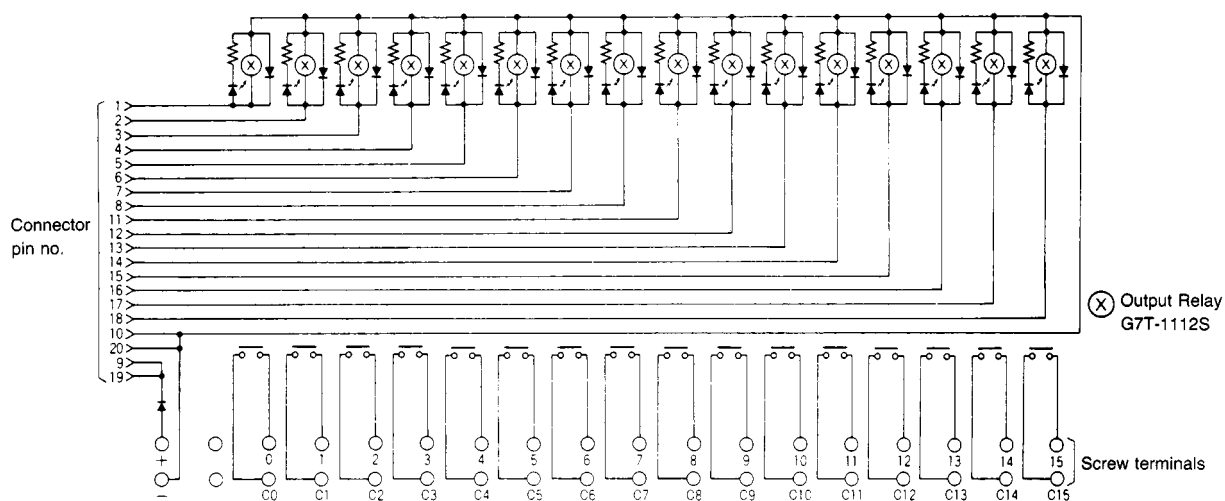 X X X X X X X X X X X X X X X X
1
2
3
4
5
6
7
8
11
12
13
14
15
16
17
18
10
20
9
19
Connector
pin no.
X Output Relay
G7T-1112S
+ 0 1 2 3 4 5 6 7 8 9 10 11 12 13 14 15
Screw terminals
− C0 C1 C2 C3 C4 C5 C6 C7 C8 C9 C10 C11 C12 C13 C14 C15